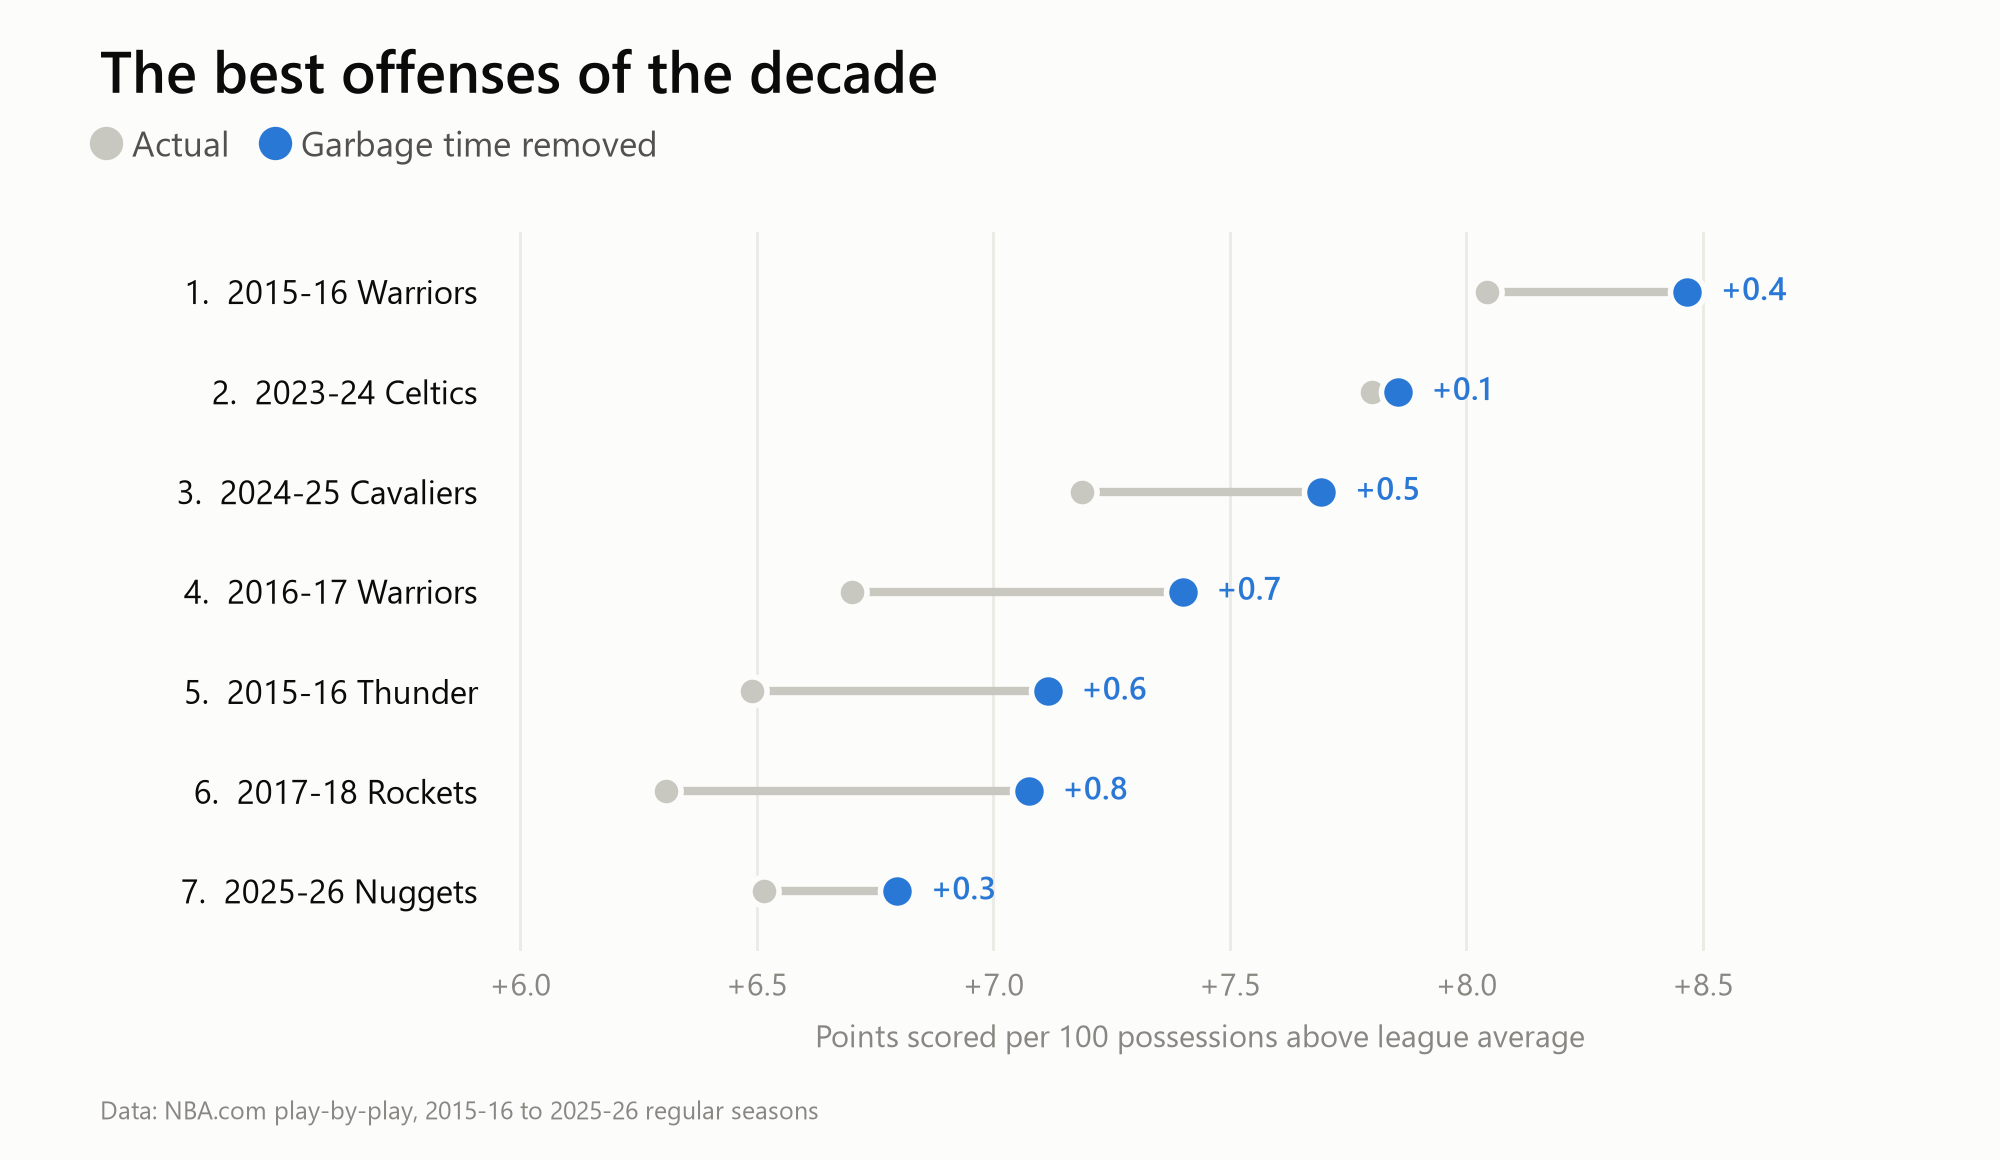 The best offenses of the decade
Actual Garbage time removed
1. 2015-16 Warriors +0.4
2. 2023-24 Celtics +0.1
3. 2024-25 Cavaliers +0.5
4. 2016-17 Warriors +0.7
5. 2015-16 Thunder +0.6
6. 2017-18 Rockets +0.8
7. 2025-26 Nuggets +0.3
+6.0 +6.5 +7.0 +7.5 +8.0 +8.5
Points scored per 100 possessions above league average
Data: NBA.com play-by-play, 2015-16 to 2025-26 regular seasons